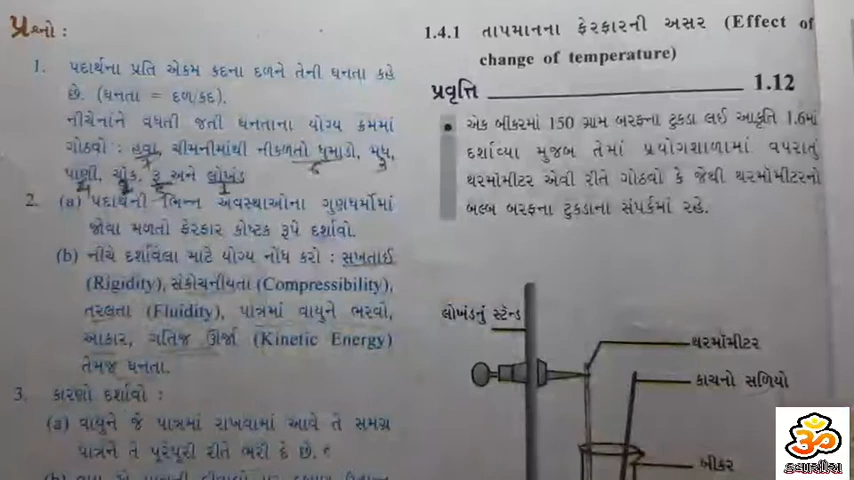 પ્રશ્નો :
1. પદાર્થના પ્રતિ એકમ કદના દળને તેની ઘનતા કહે
છે. (ઘનતા = દળ/કદ).
નીચેનાંને વધતી જતી ઘનતાના યોગ્ય ક્રમમાં
ગોઠવો : હવા, ચીમનીમાંથી નીકળતો ધુમાડો, મધ,
પાણી, ચૉક, રૂ અને લોખંડ
2. (a) પદાર્થની ભિન્ન અવસ્થાઓના ગુણધર્મોમાં
જોવા મળતો ફેરફાર કોષ્ટક રૂપે દર્શાવો.
(b) નીચે દર્શાવેલા માટે યોગ્ય નોંધ કરો : સખતાઈ
(Rigidity), સંકોચનીયતા (Compressibility),
તરલતા (Fluidity), પાત્રમાં વાયુને ભરવો,
આકાર, ગતિજ ઊર્જા (Kinetic Energy)
તેમજ ઘનતા.
3. કારણો દર્શાવો :
(a) વાયુને જે પાત્રમાં રાખવામાં આવે તે સમગ્ર
પાત્રને તે પૂરેપૂરી રીતે ભરી દે છે.
1.4.1 તાપમાનના ફેરફારની અસર (Effect of
change of temperature)
પ્રવૃત્તિ 1.12
• એક બીકરમાં 150 ગ્રામ બરફના ટુકડા લઈ આકૃતિ 1.6માં
દર્શાવ્યા મુજબ તેમાં પ્રયોગશાળામાં વપરાતું
થરમૉમીટર એવી રીતે ગોઠવો કે જેથી થરમૉમીટરનો
બલ્બ બરફના ટુકડાના સંપર્કમાં રહે.
લોખંડનું સ્ટૅન્ડ
થરમૉમીટર
કાચનો સળિયો
બીકર
ૐ